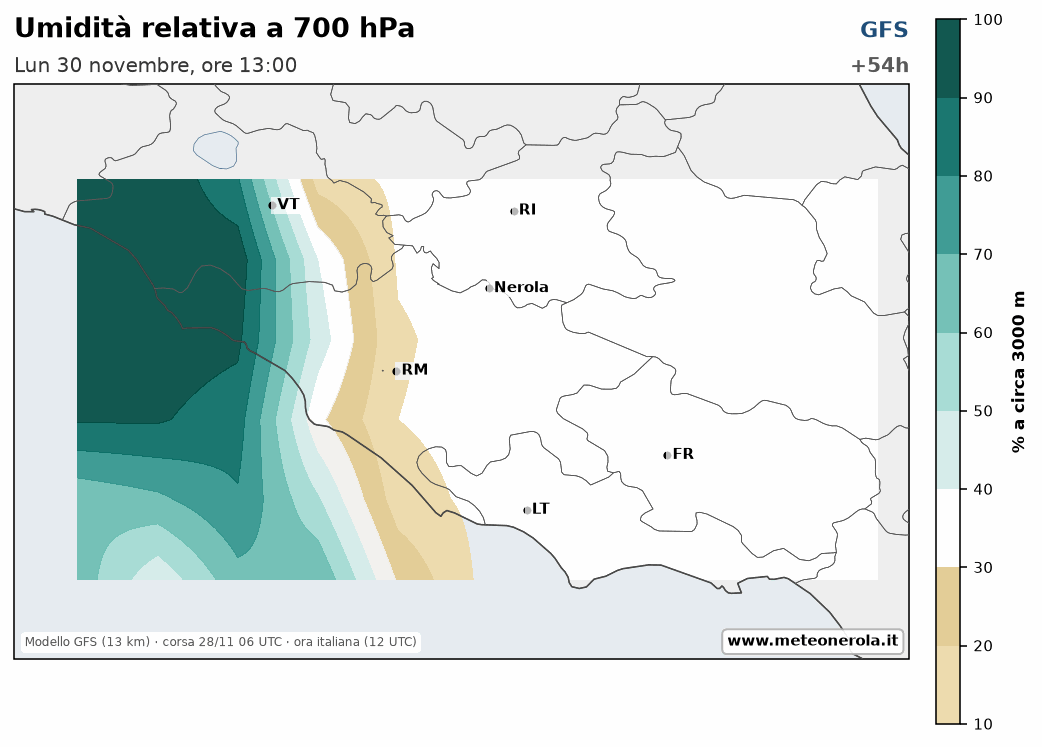 Umidità relativa a 700 hPa
GFS
Lun 30 novembre, ore 13:00
+54h
VT
RI
Nerola
RM
FR
LT
Modello GFS (13 km) · corsa 28/11 06 UTC · ora italiana (12 UTC)
www.meteonerola.it
100
90
80
70
60
50
40
30
20
10
% a circa 3000 m